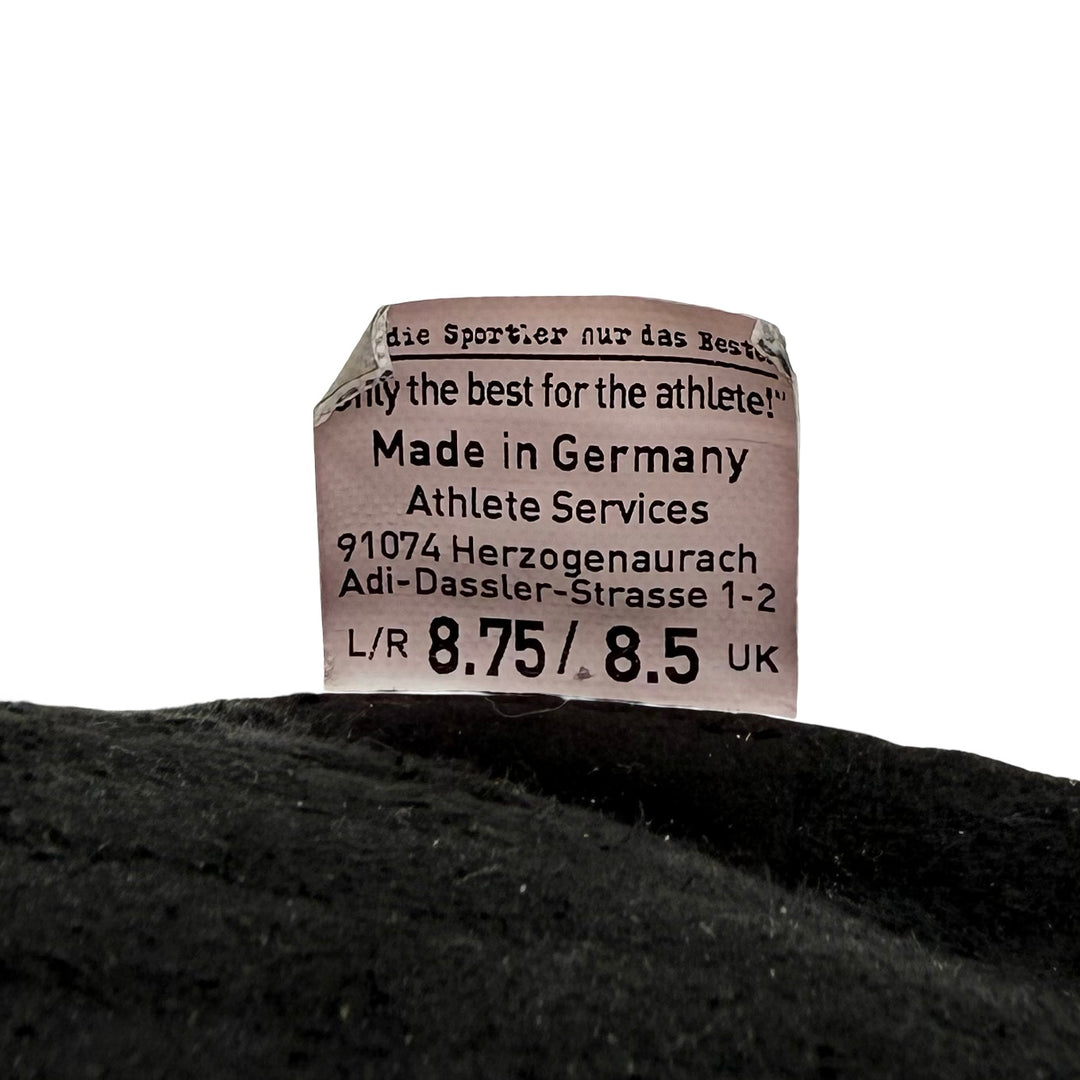 die Sportler nur das Beste
Only the best for the athlete!"
Made in Germany
Athlete Services
91074 Herzogenaurach
Adi-Dassler-Strasse 1-2
L/R 8.75/ 8.5 UK